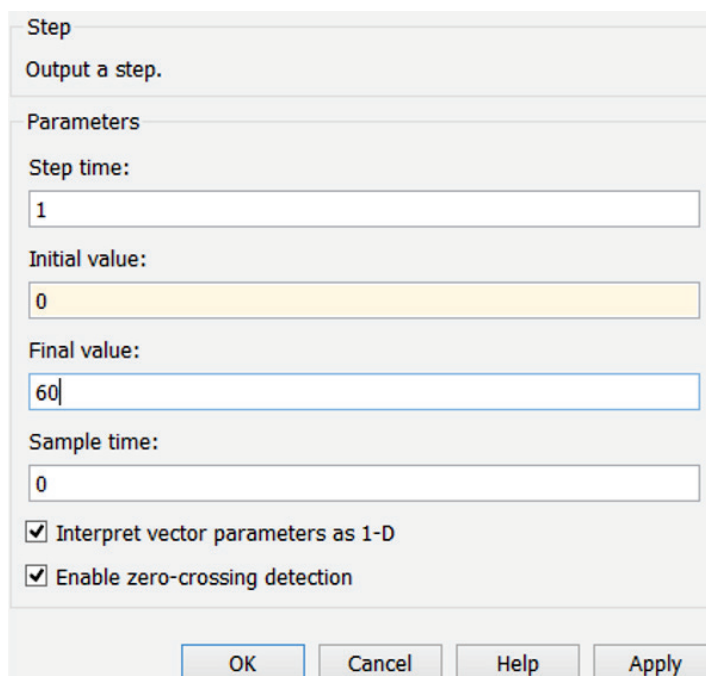 Step
Output a step.
Parameters
Step time:
1
Initial value:
0
Final value:
60
Sample time:
0
Interpret vector parameters as 1-D
Enable zero-crossing detection
OK Cancel Help Apply